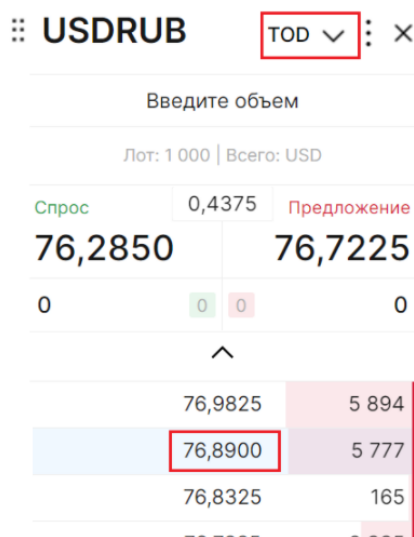 USDRUB TOD
Введите объем
Лот: 1 000 | Всего: USD
Спрос 0,4375 Предложение
76,2850 76,7225
0 0 0 0
76,9825 5 894
76,8900 5 777
76,8325 165